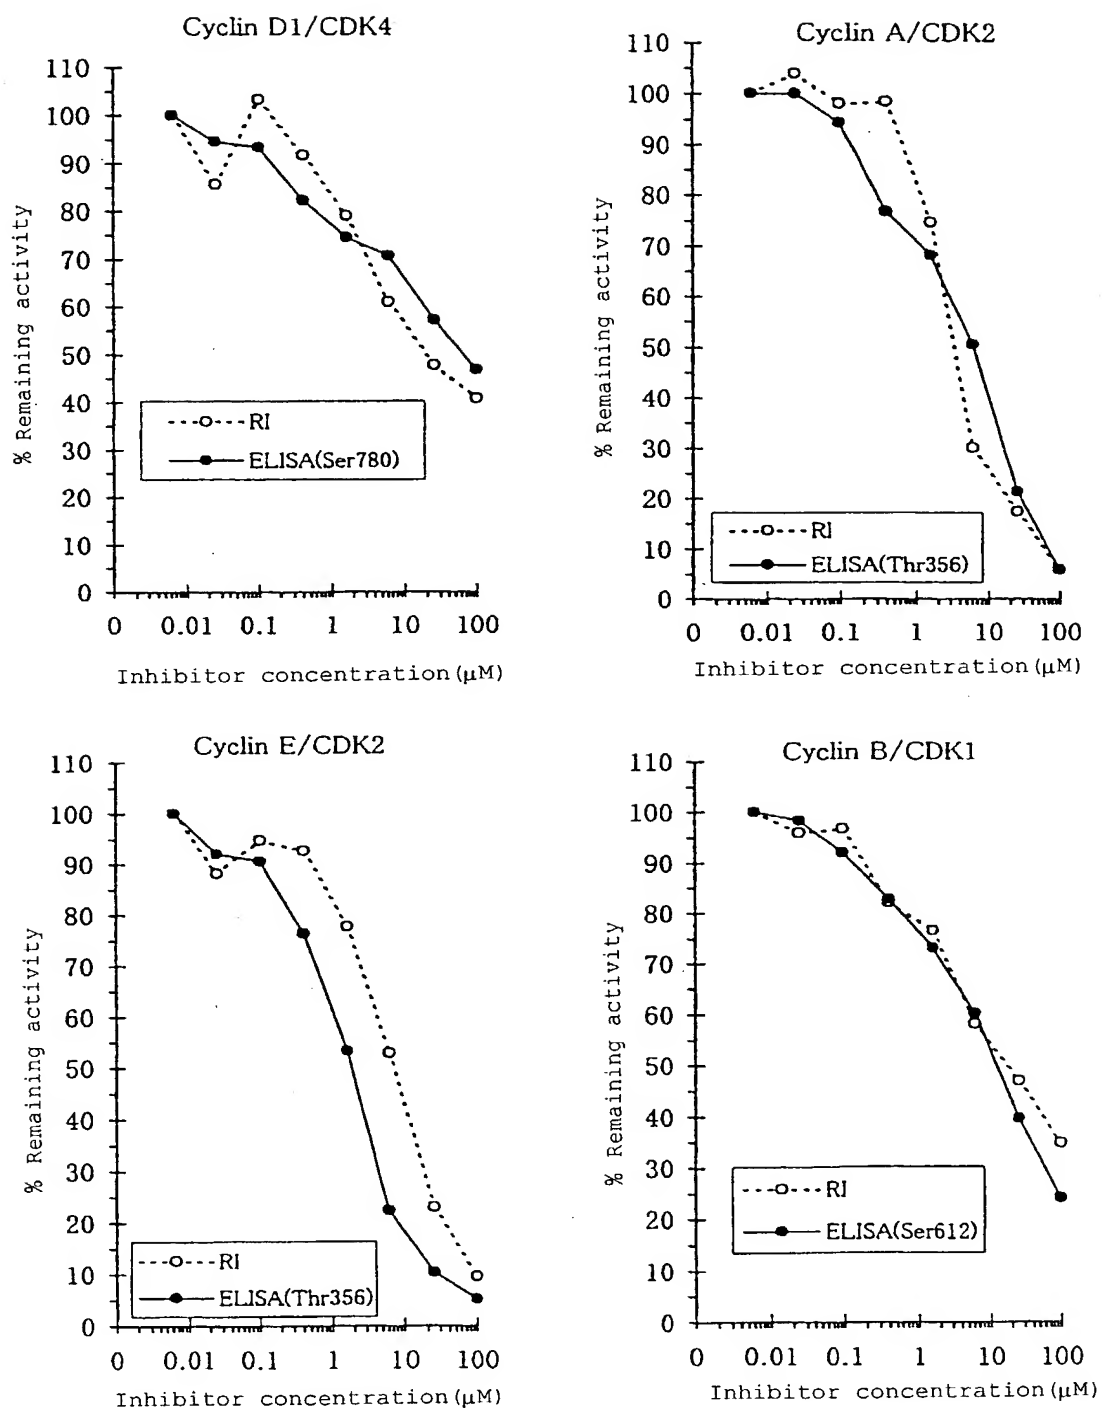 Cyclin D1/CDK4
110
100
90
80
70
60
50
40
30
20
10
0
% Remaining activity
RI
ELISA(Ser780)
0 0.01 0.1 1 10 100
Inhibitor concentration(μM)
Cyclin A/CDK2
110
100
90
80
70
60
50
40
30
20
10
0
% Remaining activity
RI
ELISA(Thr356)
0 0.01 0.1 1 10 100
Inhibitor concentration(μM)
Cyclin E/CDK2
110
100
90
80
70
60
50
40
30
20
10
0
% Remaining activity
RI
ELISA(Thr356)
0 0.01 0.1 1 10 100
Inhibitor concentration(μM)
Cyclin B/CDK1
110
100
90
80
70
60
50
40
30
20
10
0
% Remaining activity
RI
ELISA(Ser612)
0 0.01 0.1 1 10 100
Inhibitor concentration(μM)